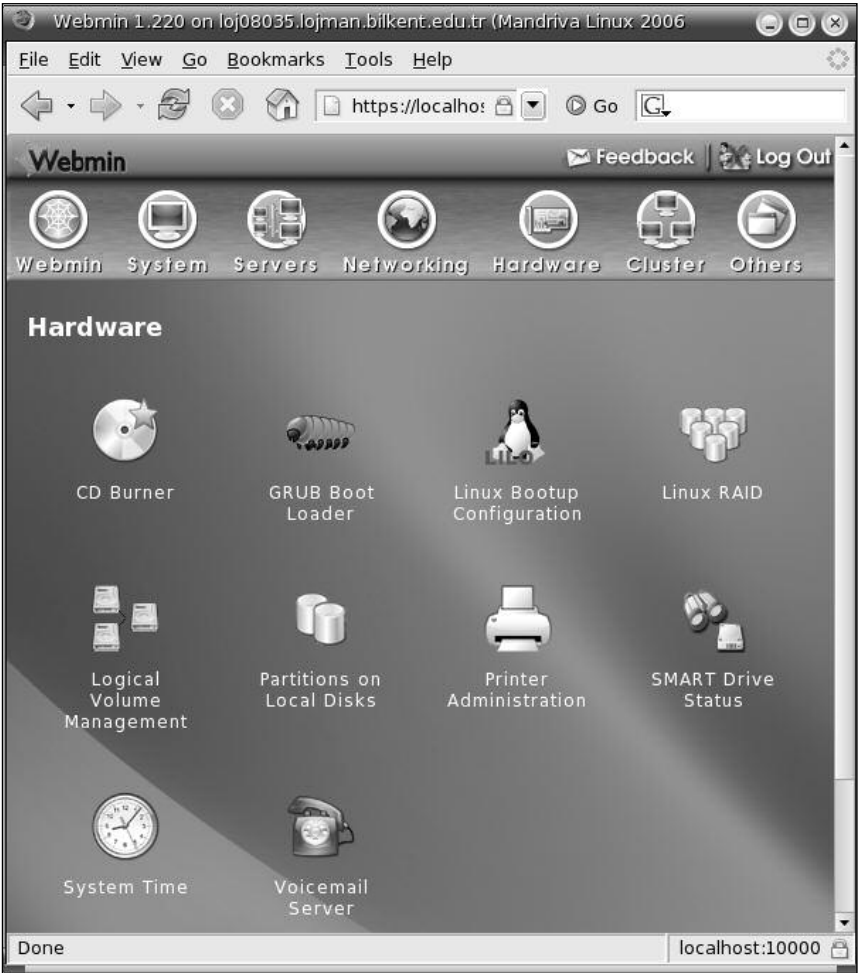 Webmin 1.220 on loj08035.lojman.bilkent.edu.tr (Mandriva Linux 2006
File Edit View Go Bookmarks Tools Help
https://localhos Go G
Webmin Feedback Log Out
Webmin System Servers Networking Hardware Cluster Others
Hardware
CD Burner
GRUB Boot
Loader
LILO
Linux Bootup
Configuration
Linux RAID
Logical
Volume
Management
Partitions on
Local Disks
Printer
Administration
SMART Drive
Status
System Time
Voicemail
Server
Done localhost:10000